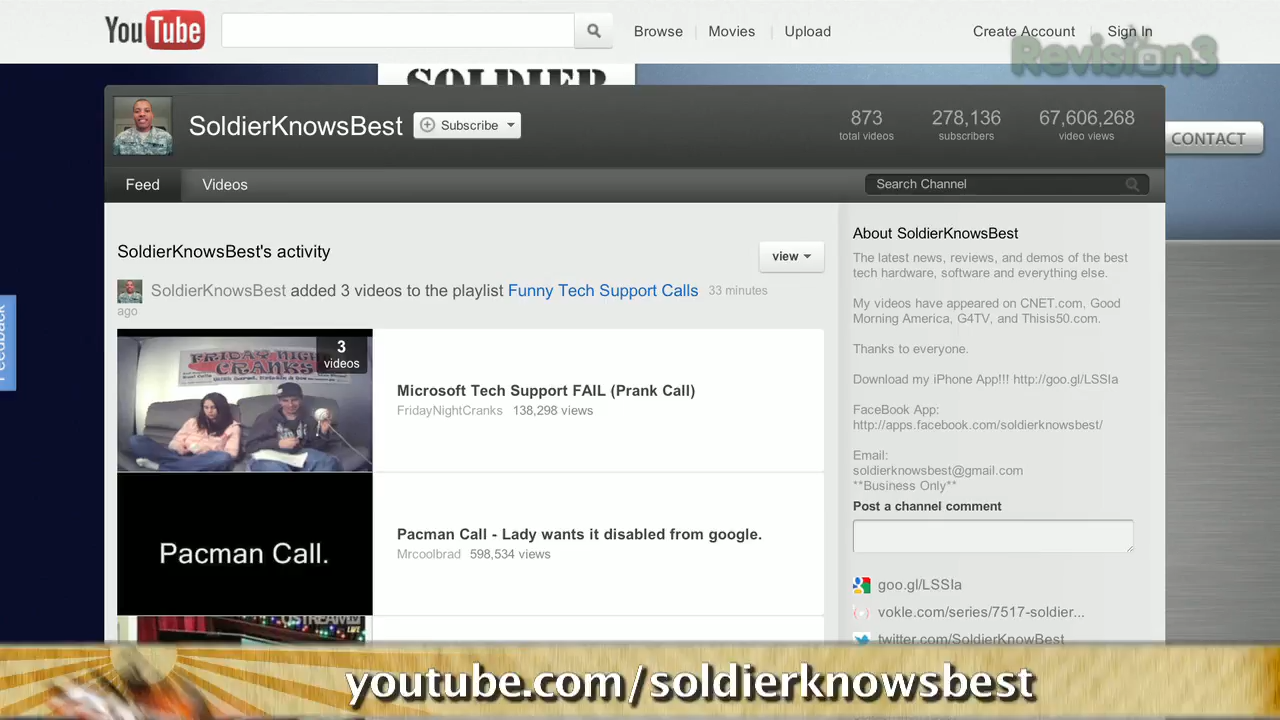 YouTube
Browse
Movies
Upload
Create Account
Sign In
Revision3
SOLDIER
SoldierKnowsBest
Subscribe
873
total videos
278,136
subscribers
67,606,268
video views
CONTACT
Feed
Videos
Search Channel
SoldierKnowsBest's activity
view
SoldierKnowsBest added 3 videos to the playlist Funny Tech Support Calls 33 minutes
ago
3
videos
FRIDAY NIGHT
CRANKS
Microsoft Tech Support FAIL (Prank Call)
FridayNightCranks 138,298 views
Pacman Call.
Pacman Call - Lady wants it disabled from google.
Mrcoolbrad 598,534 views
USTREAM
LIVE
About SoldierKnowsBest
The latest news, reviews, and demos of the best
tech hardware, software and everything else.
My videos have appeared on CNET.com, Good
Morning America, G4TV, and Thisis50.com.
Thanks to everyone.
Download my iPhone App!!! http://goo.gl/LSSIa
FaceBook App:
http://apps.facebook.com/soldierknowsbest/
Email:
soldierknowsbest@gmail.com
**Business Only**
Post a channel comment
goo.gl/LSSIa
vokle.com/series/7517-soldier...
twitter.com/SoldierKnowBest
Feedback
youtube.com/soldierknowsbest